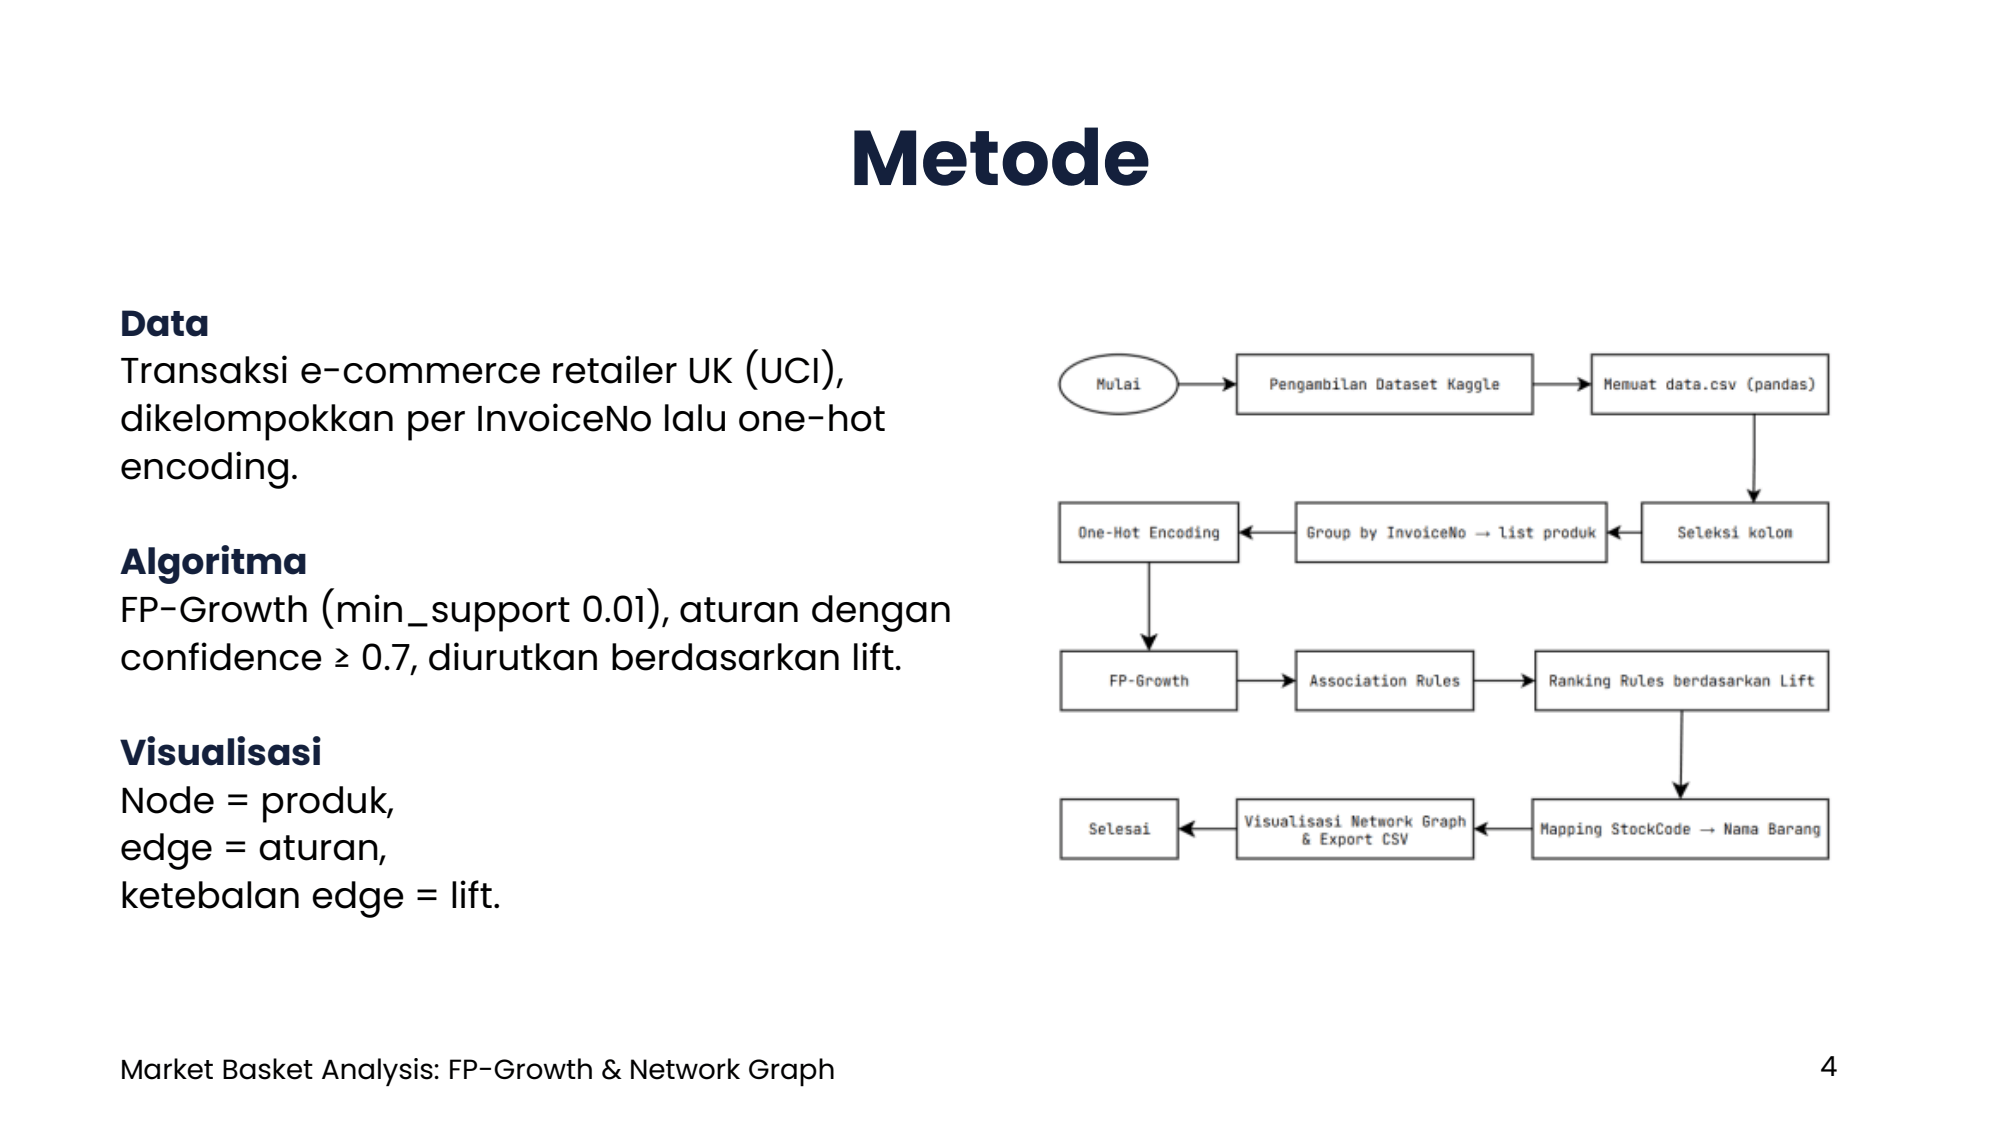 Metode
Data
Transaksi e-commerce retailer UK (UCI),
dikelompokkan per InvoiceNo lalu one-hot
encoding.
Algoritma
FP-Growth (min_support 0.01), aturan dengan
confidence ≥ 0.7, diurutkan berdasarkan lift.
Visualisasi
Node = produk,
edge = aturan,
ketebalan edge = lift.
Mulai
Pengambilan Dataset Kaggle
Memuat data.csv (pandas)
Seleksi kolom
Group by InvoiceNo → list produk
One-Hot Encoding
FP-Growth
Association Rules
Ranking Rules berdasarkan Lift
Mapping StockCode → Nama Barang
Visualisasi Network Graph
& Export CSV
Selesai
Market Basket Analysis: FP-Growth & Network Graph
4